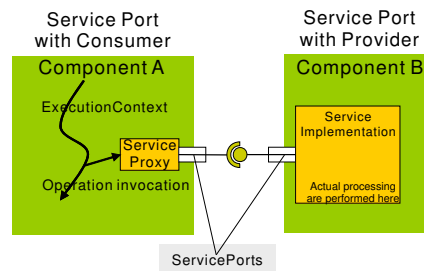 Service Port
with Consumer
Service Port
with Provider
Component A
Component B
ExecutionContext
Service
Proxy
Operation invocation
Service
Implementation
Actual processing
are performed here
ServicePorts